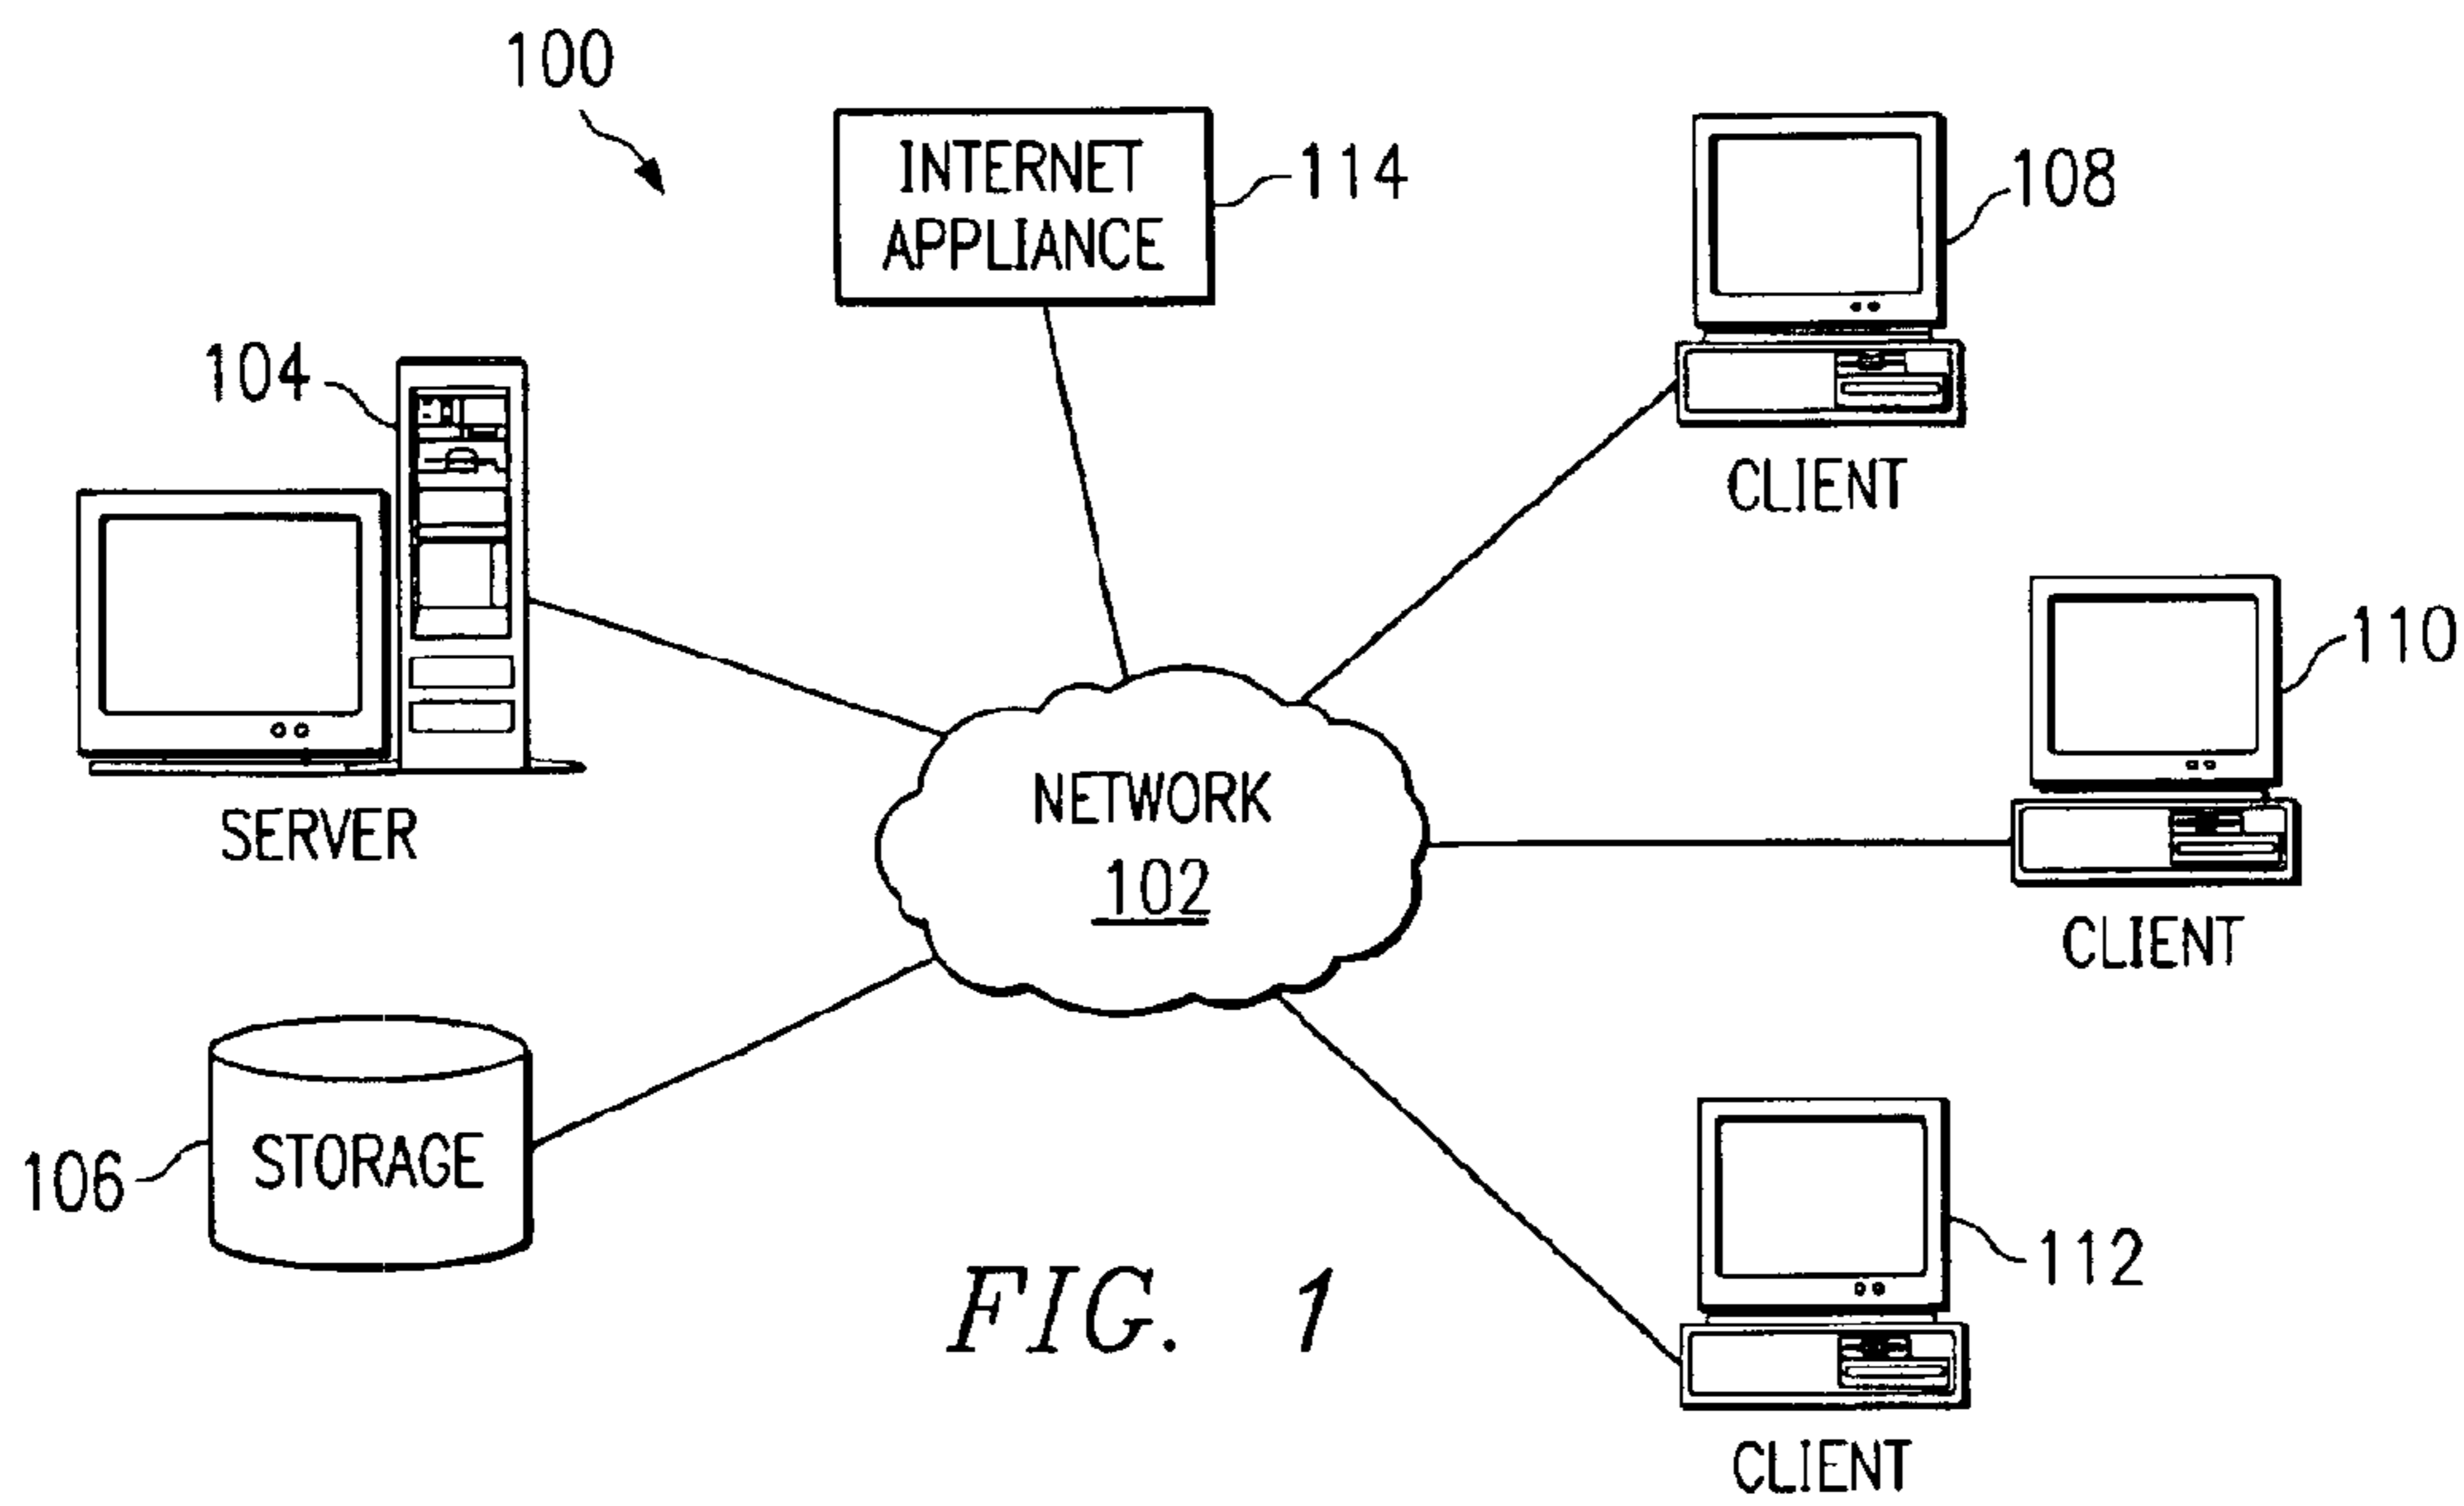 100
INTERNET
APPLIANCE
114
108
CLIENT
104
SERVER
110
CLIENT
NETWORK
102
106
STORAGE
112
CLIENT
FIG. 1